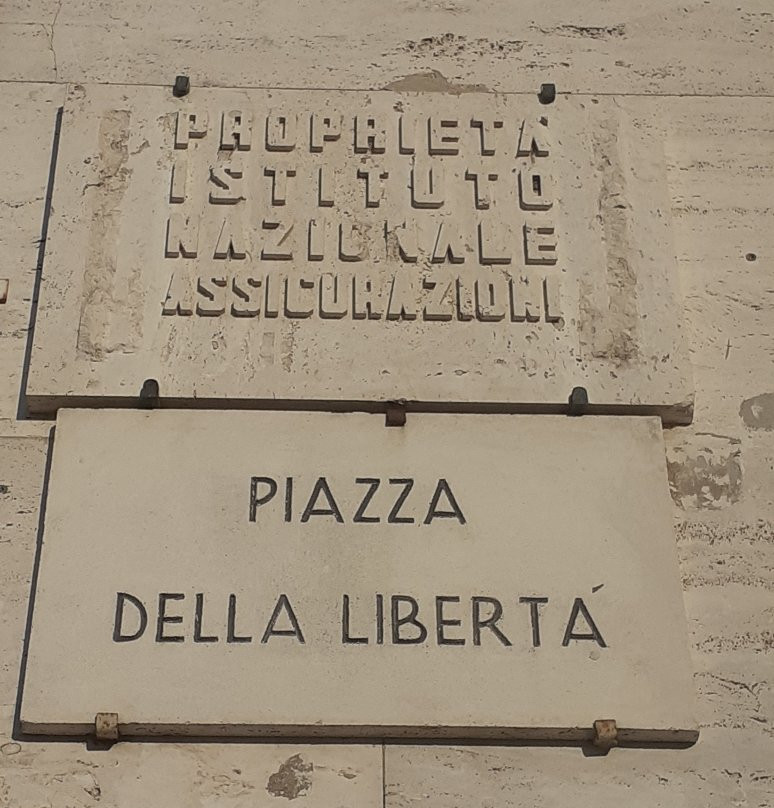 PROPRIETÀ
ISTITUTO
NAZIONALE
ASSICURAZIONI
PIAZZA
DELLA LIBERTÁ